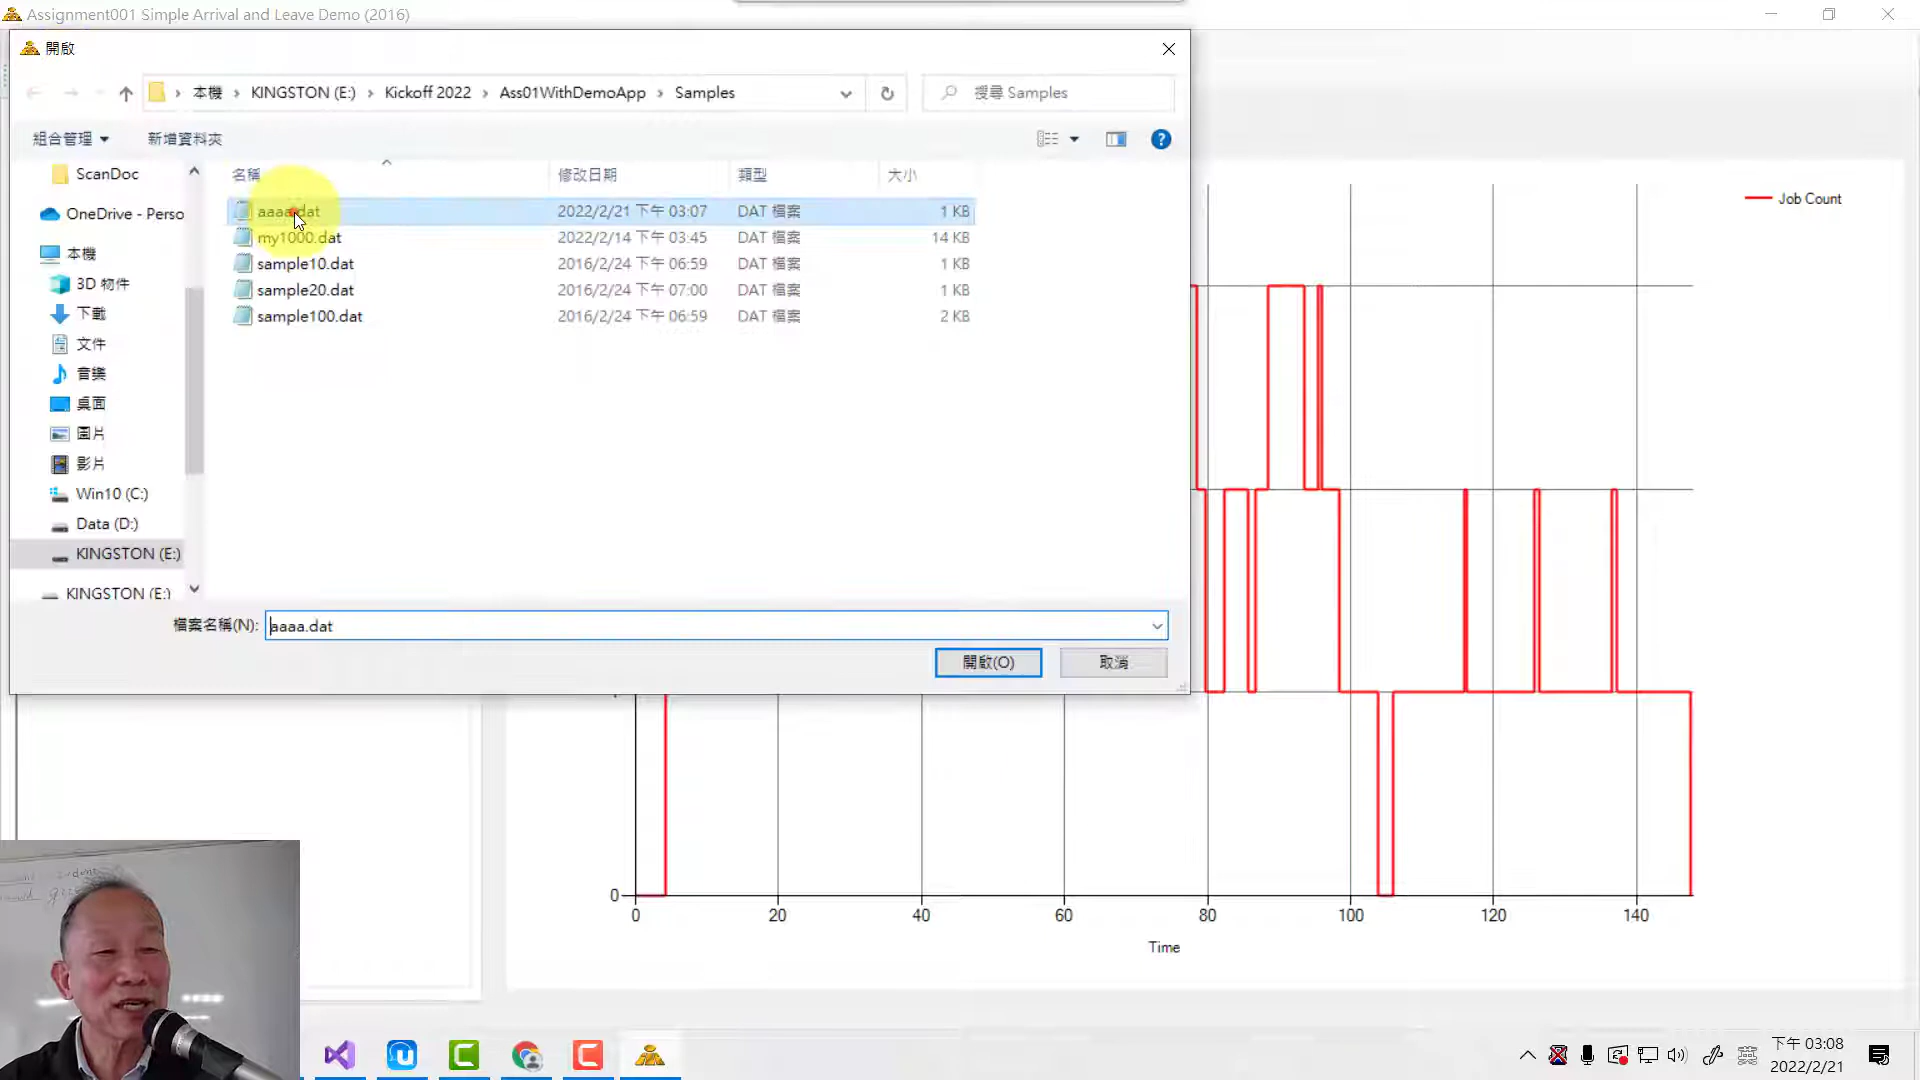 Assignment001 Simple Arrival and Leave Demo (2016)
開啟
本機 KINGSTON (E:) Kickoff 2022 Ass01WithDemoApp Samples
搜尋 Samples
組合管理 新增資料夾
名稱 修改日期 類型 大小
aaaa.dat 2022/2/21 下午 03:07 DAT 檔案 1 KB
my1000.dat 2022/2/14 下午 03:45 DAT 檔案 14 KB
sample10.dat 2016/2/24 下午 06:59 DAT 檔案 1 KB
sample20.dat 2016/2/24 下午 07:00 DAT 檔案 1 KB
sample100.dat 2016/2/24 下午 06:59 DAT 檔案 2 KB
ScanDoc
OneDrive - Perso
本機
3D 物件
下載
文件
音樂
桌面
圖片
影片
Win10 (C:)
Data (D:)
KINGSTON (E:)
KINGSTON (E:)
檔案名稱(N): aaaa.dat
開啟(O) 取消
Job Count
0
0 20 40 60 80 100 120 140
Time
英
下午 03:08
2022/2/21